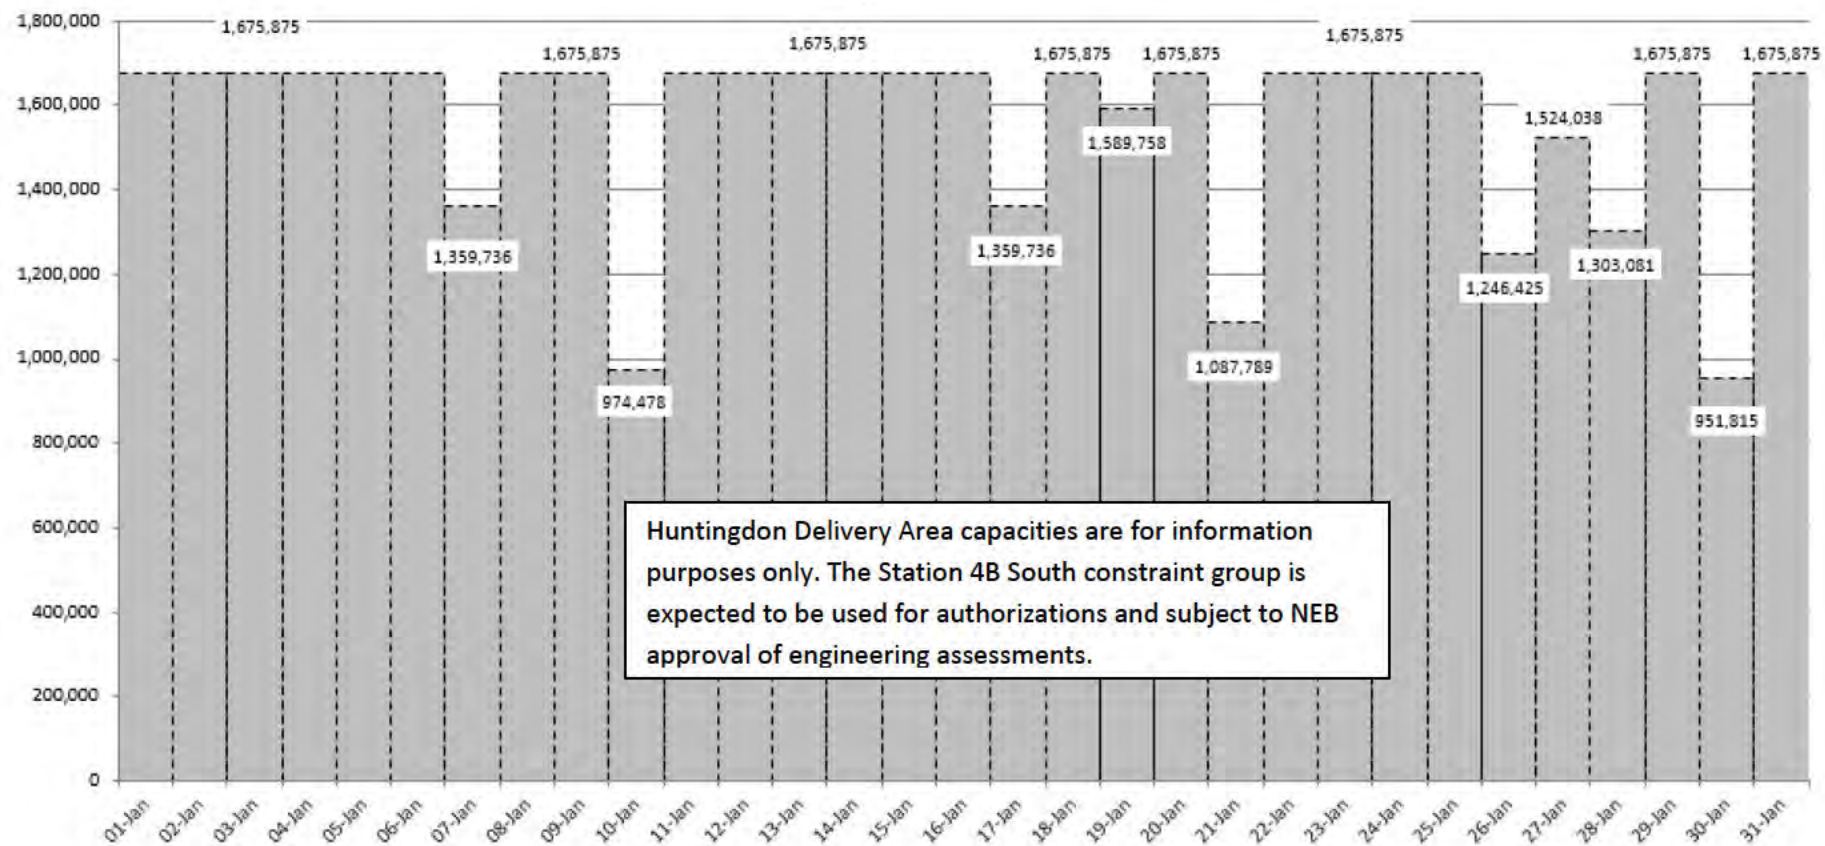 1,800,000
1,675,875
1,675,875
1,675,875
1,675,875
1,675,875
1,675,875
1,675,875
1,675,875
1,600,000
1,589,758
1,524,038
1,400,000
1,359,736
1,359,736
1,303,081
1,246,425
1,200,000
1,087,789
1,000,000
974,478
951,815
800,000
Huntingdon Delivery Area capacities are for information
purposes only. The Station 4B South constraint group is
expected to be used for authorizations and subject to NEB
approval of engineering assessments.
600,000
400,000
200,000
0
01-Jan
02-Jan
03-Jan
04-Jan
05-Jan
06-Jan
07-Jan
08-Jan
09-Jan
10-Jan
11-Jan
12-Jan
13-Jan
14-Jan
15-Jan
16-Jan
17-Jan
18-Jan
19-Jan
20-Jan
21-Jan
22-Jan
23-Jan
24-Jan
25-Jan
26-Jan
27-Jan
28-Jan
29-Jan
30-Jan
31-Jan